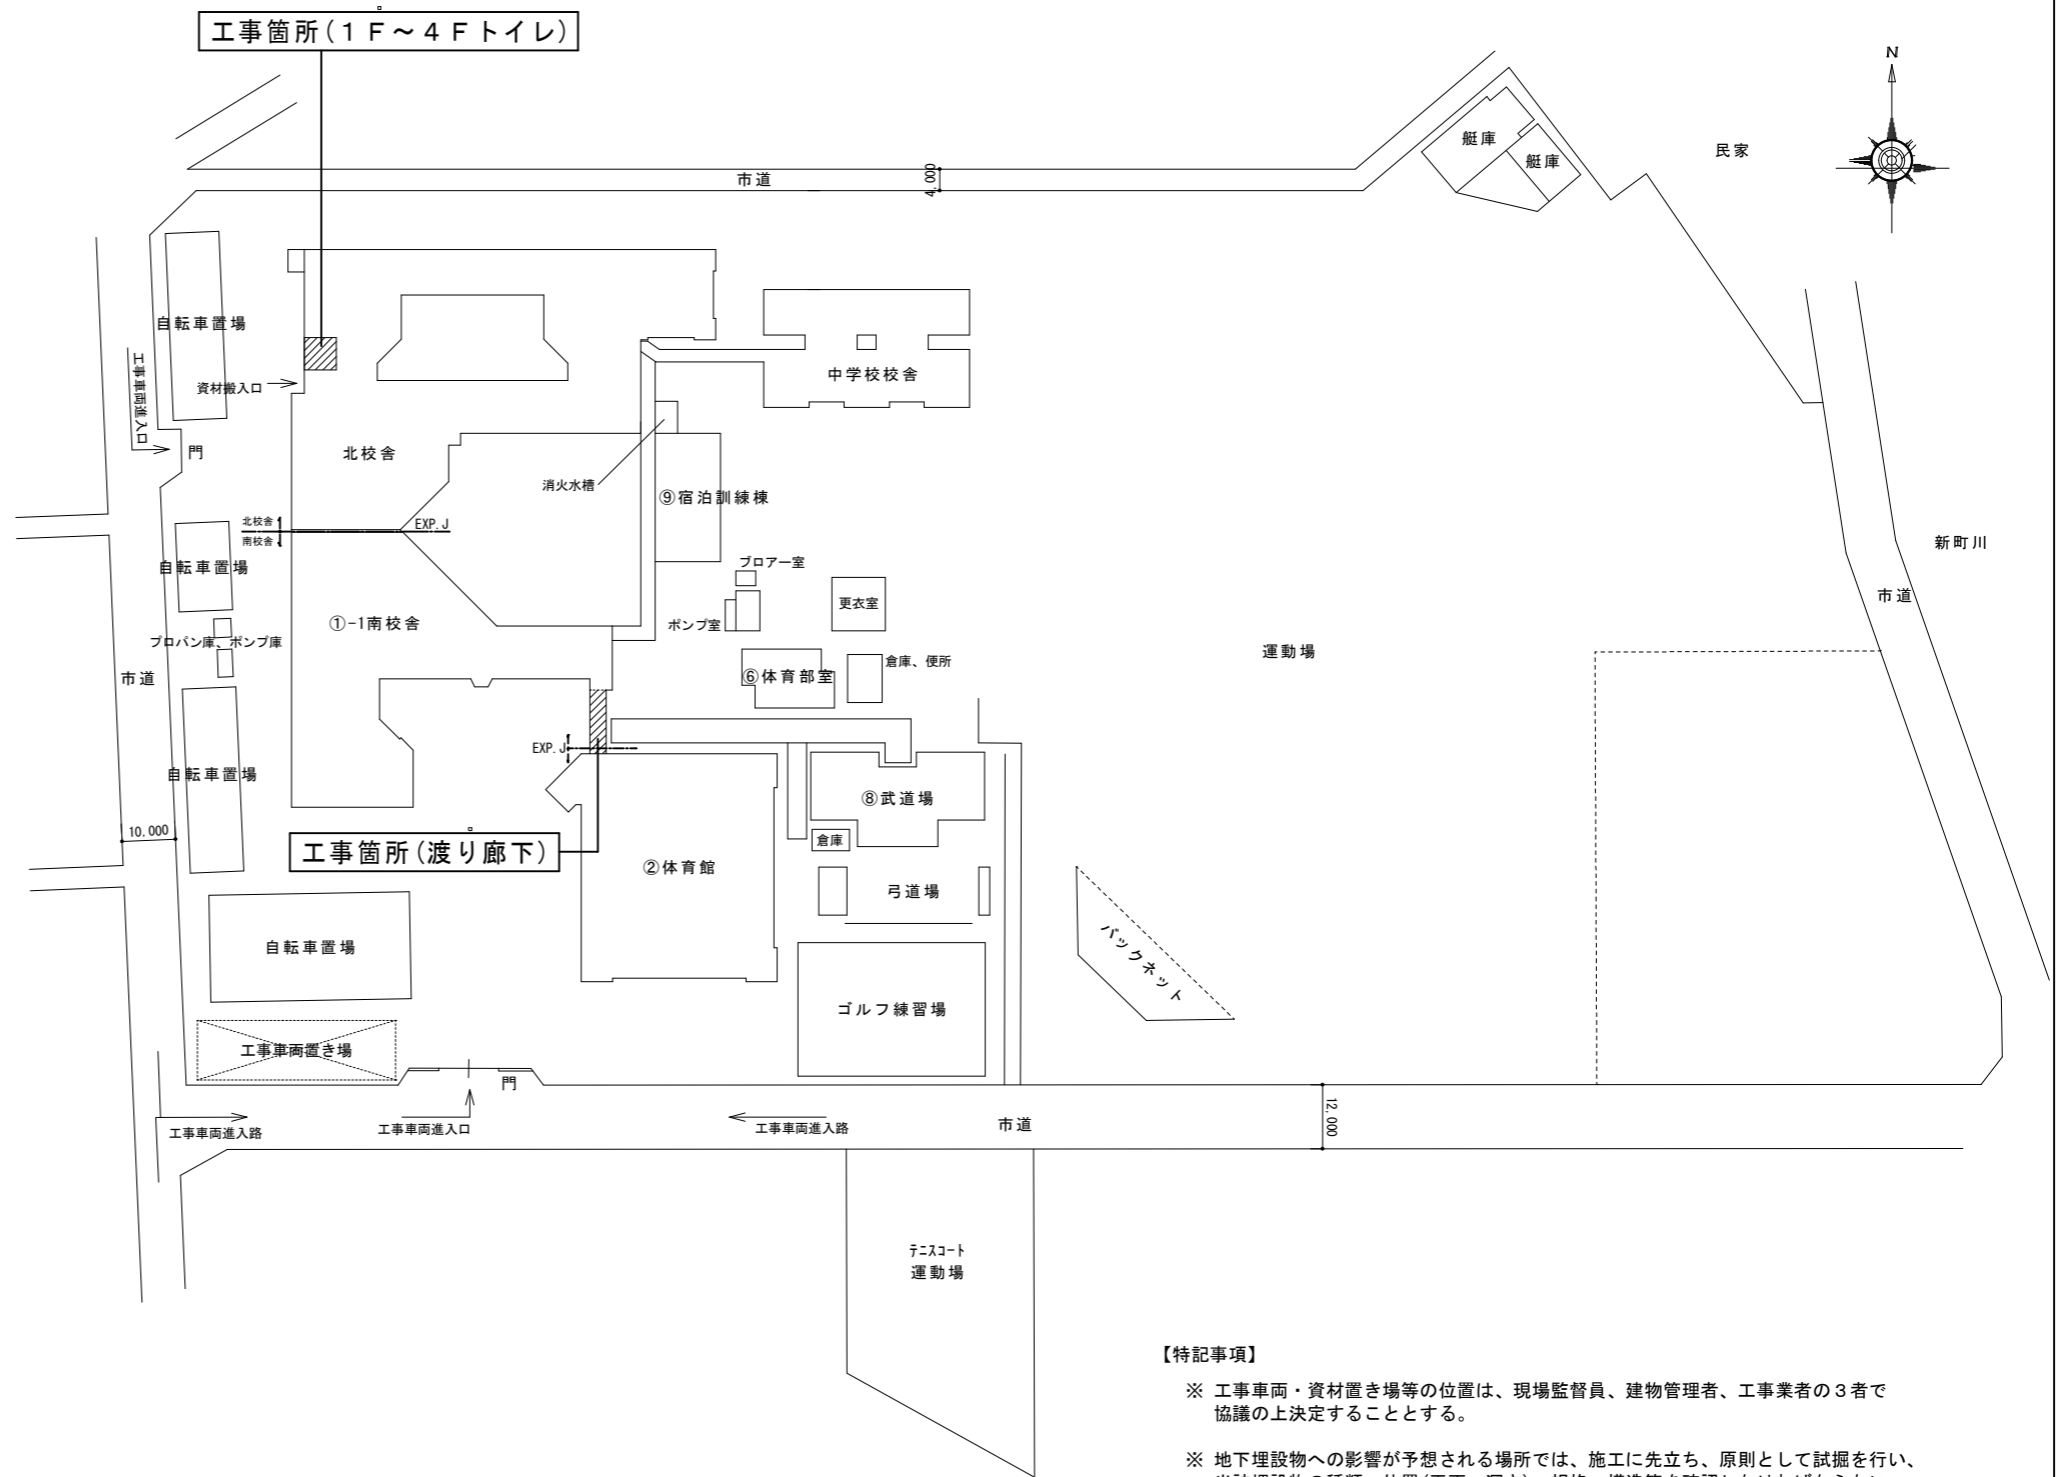 工事箇所(１Ｆ～４Ｆトイレ)
N
民家
艇庫
艇庫
市道
4,000
自転車置場
工事車両進入口
資材搬入口
門
北校舎
中学校校舎
消火水槽
⑨宿泊訓練棟
北校舎
南校舎
EXP.J
自転車置場
ブロアー室
更衣室
ポンプ室
①-1南校舎
プロパン庫、ポンプ庫
市道
⑥体育部室
倉庫、便所
運動場
新町川
市道
自転車置場
EXP.J
⑧武道場
倉庫
10,000
工事箇所(渡り廊下)
②体育館
弓道場
バックネット
自転車置場
ゴルフ練習場
工事車両置き場
門
工事車両進入路
工事車両進入口
工事車両進入路
市道
12,000
ﾃﾆｽｺｰﾄ
運動場
【特記事項】
※ 工事車両・資材置き場等の位置は、現場監督員、建物管理者、工事業者の３者で
協議の上決定することとする。
※ 地下埋設物への影響が予想される場所では、施工に先立ち、原則として試掘を行い、